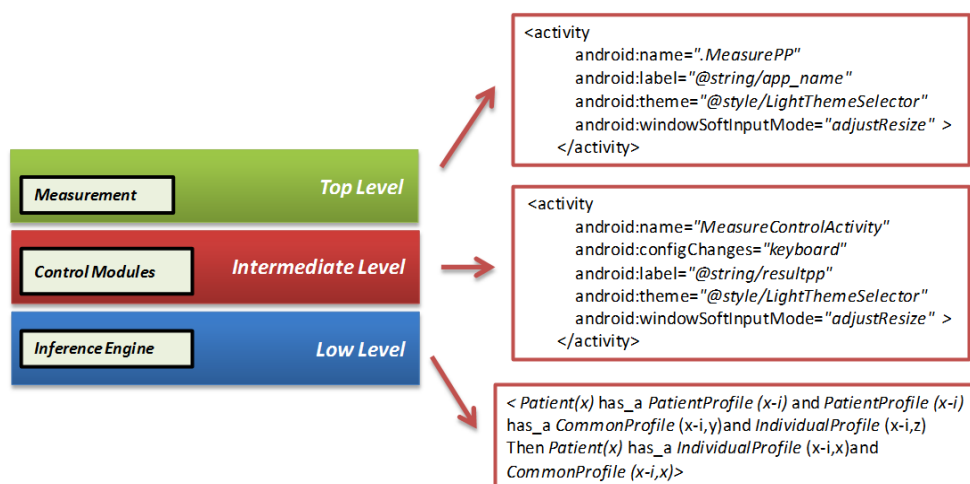 Measurement
Top Level
Control Modules
Intermediate Level
Inference Engine
Low Level
<activity
android:name=".MeasurePP"
android:label="@string/app_name"
android:theme="@style/LightThemeSelector"
android:windowSoftInputMode="adjustResize" >
</activity>
<activity
android:name="MeasureControlActivity"
android:configChanges="keyboard"
android:label="@string/resultpp"
android:theme="@style/LightThemeSelector"
android:windowSoftInputMode="adjustResize" >
</activity>
< Patient(x) has_a PatientProfile (x-i) and PatientProfile (x-i)
has_a CommonProfile (x-i,y)and IndividualProfile (x-i,z)
Then Patient(x) has_a IndividualProfile (x-i,x)and
CommonProfile (x-i,x)>